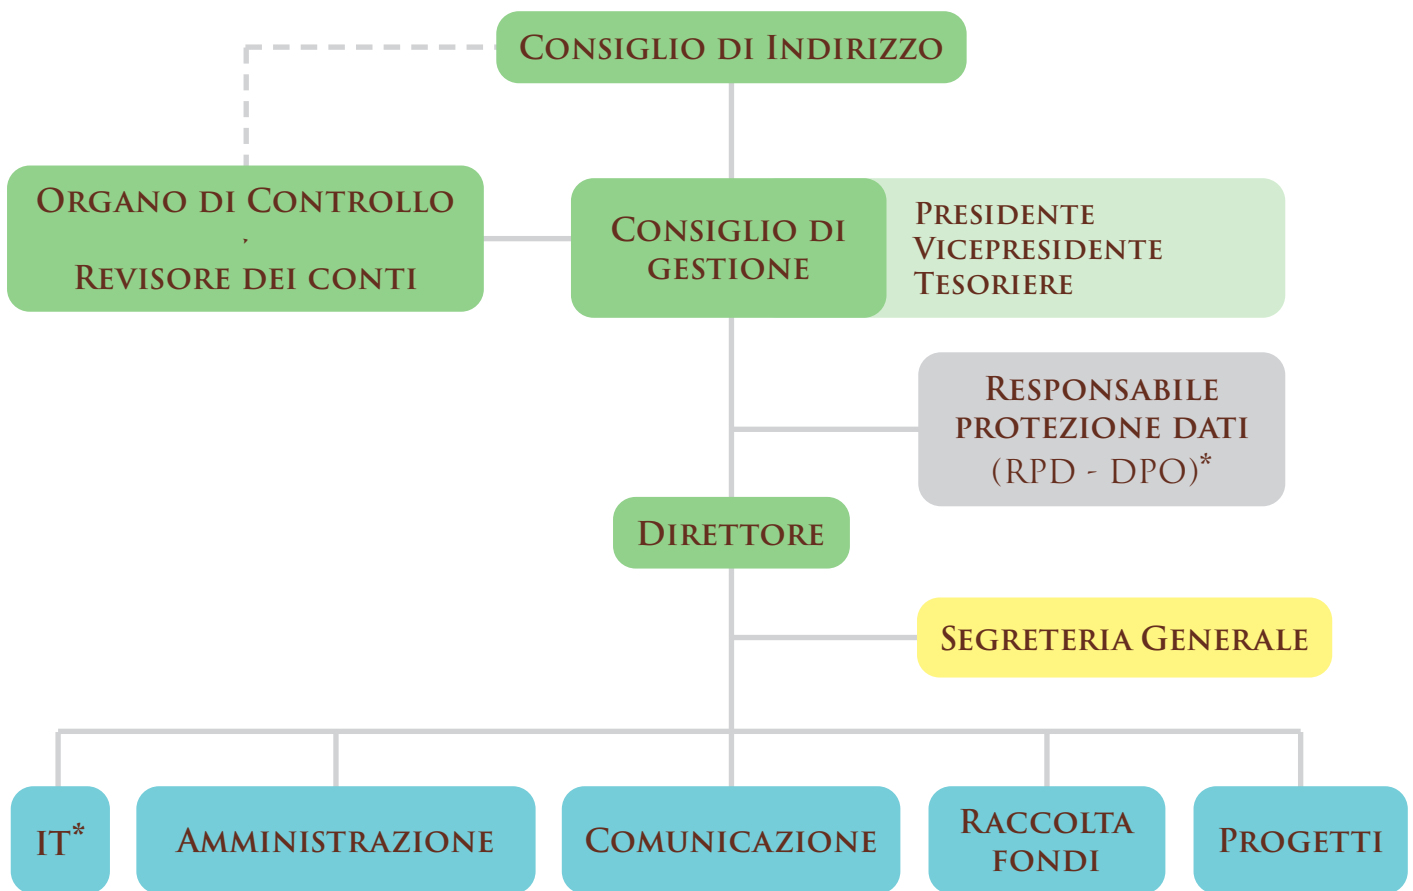 Consiglio di Indirizzo
Organo di Controllo
,
Revisore dei conti
Consiglio di
gestione
Presidente
Vicepresidente
Tesoriere
Responsabile
protezione dati
(RPD - DPO)*
Direttore
Segreteria Generale
IT*
Amministrazione
Comunicazione
Raccolta
fondi
Progetti